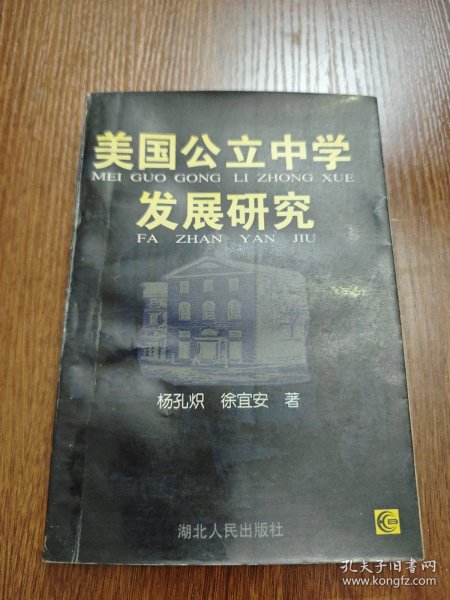 美国公立中学
MEI GUO GONG LI ZHONG XUE
发展研究
FA ZHAN YAN JIU
杨孔炽 徐宜安 著
湖北人民出版社
孔夫子旧书网
www.kongfz.com